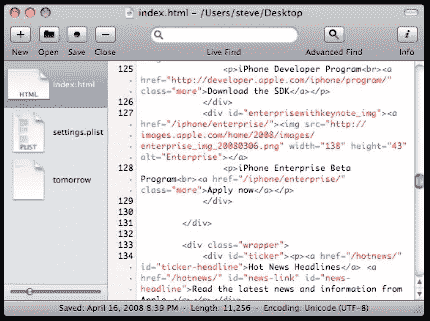 index.html – /Users/steve/Desktop
New Open Save Close Live Find Advanced Find Info
HTML index.html
PLIST settings.plist
tomorrow
125 <p>iPhone Developer Program<br><a
href="http://developer.apple.com/iphone/program/"
class="more">Download the SDK</a></p>
126 </div>
127 <div id="enterprisewithkeynote_img"><a
href="/iphone/enterprise/"><img src="http://
images.apple.com/home/2008/images/
enterprise_img_20080306.png" width="138" height="43"
alt="Enterprise"></a>
128 <p>iPhone Enterprise Beta
Program<br><a href="/iphone/enterprise/"
class="more">Apply now</a></p>
129 </div>
130
131 </div>
132
133 <div class="wrapper">
134 <div id="ticker"><p><a href="/hotnews/"
id="ticker-headline">Hot News Headlines</a> <a
href="/hotnews/" id="news-link" id="news-
headline">Read the latest news and information from
Saved: April 16, 2008 8:39 PM - Length: 11,256 - Encoding: Unicode (UTF-8)